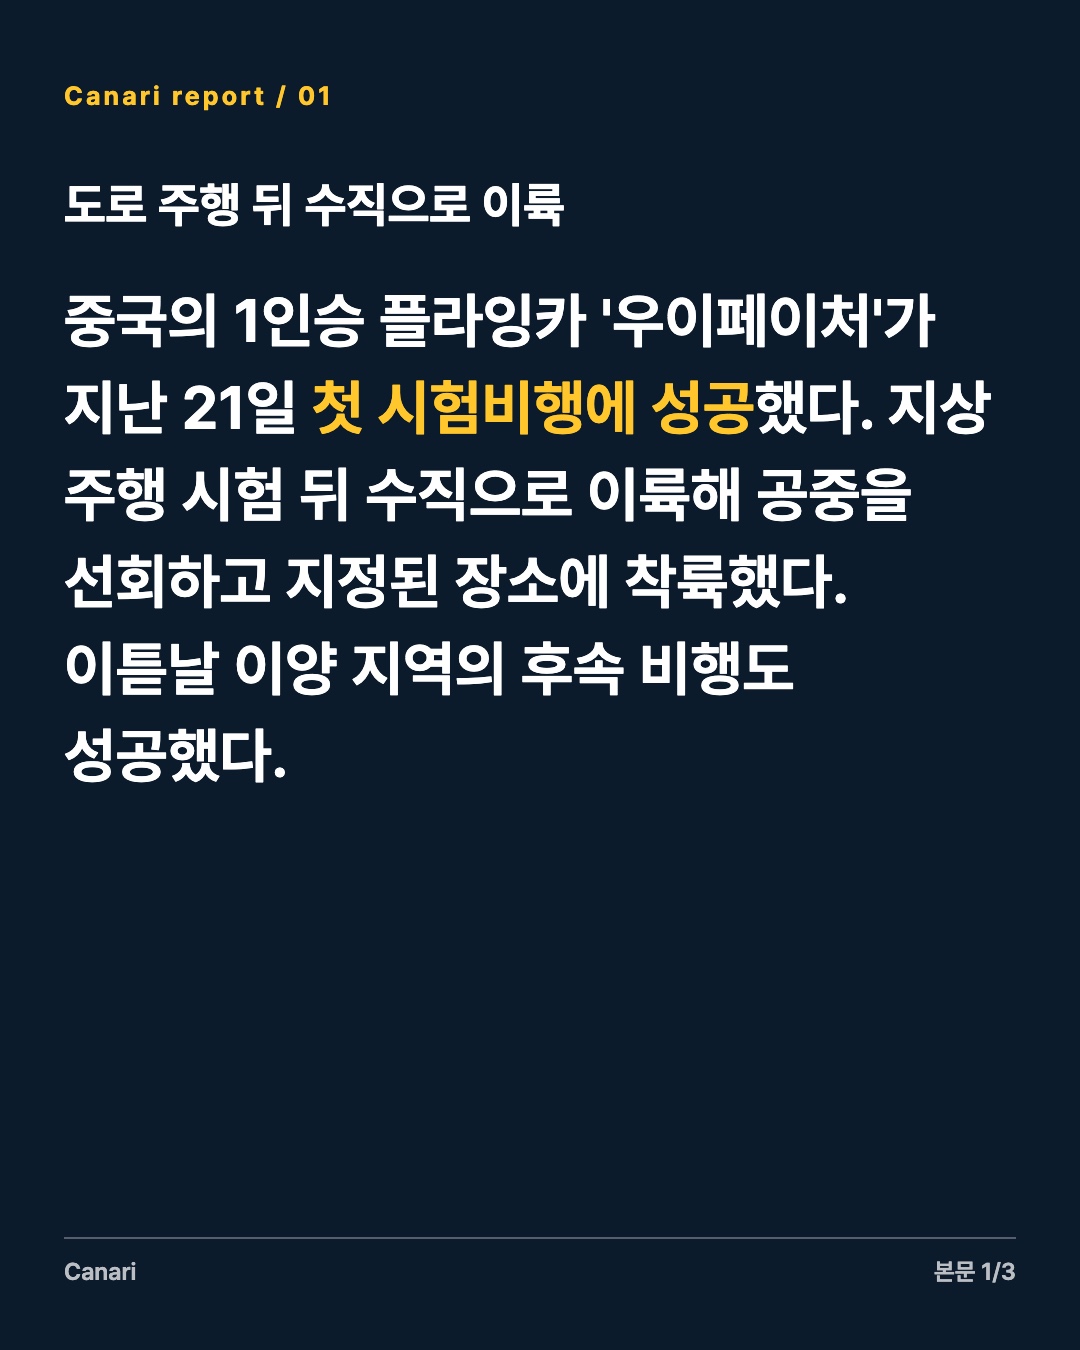 Canari report / 01
도로 주행 뒤 수직으로 이륙
중국의 1인승 플라잉카 '우이페이처'가
지난 21일 첫 시험비행에 성공했다. 지상
주행 시험 뒤 수직으로 이륙해 공중을
선회하고 지정된 장소에 착륙했다.
이튿날 이양 지역의 후속 비행도
성공했다.
Canari
본문 1/3